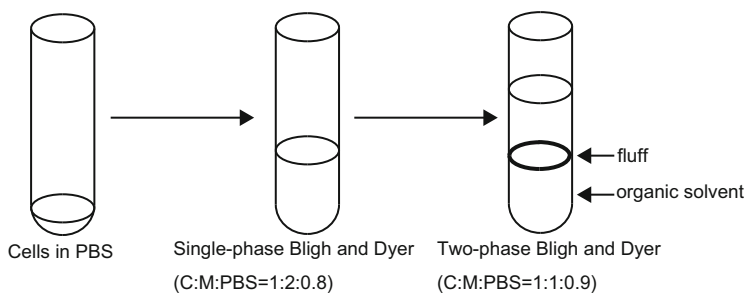 fluff
organic solvent
Cells in PBS
Single-phase Bligh and Dyer
(C:M:PBS=1:2:0.8)
Two-phase Bligh and Dyer
(C:M:PBS=1:1:0.9)